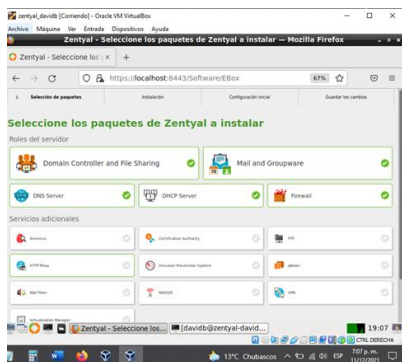 zentyal_davidb [Corriendo] - Oracle VM VirtualBox
Archivo Máquina Ver Entrada Dispositivos Ayuda
Zentyal - Seleccione los paquetes de Zentyal a instalar — Mozilla Firefox
Zentyal - Seleccione los
https://localhost:8443/Software/EBox
67%
Selección de paquetes
Instalación
Configuración inicial
Guardar los cambios
Seleccione los paquetes de Zentyal a instalar
Roles del servidor
Domain Controller and File Sharing
Mail and Groupware
DNS Server
DHCP Server
Firewall
Servicios adicionales
Antivirus
Certification Authority
FTP
HTTP Proxy
Intrusion Prevention System
Jabber
Mail Filter
RADIUS
VPN
Virtualization Manager
Zentyal - Seleccione los...
davidb@zentyal-david...
19:07
CTRL DERECHA
13°C Chubascos
ESP
7:07 p. m.
11/12/2021